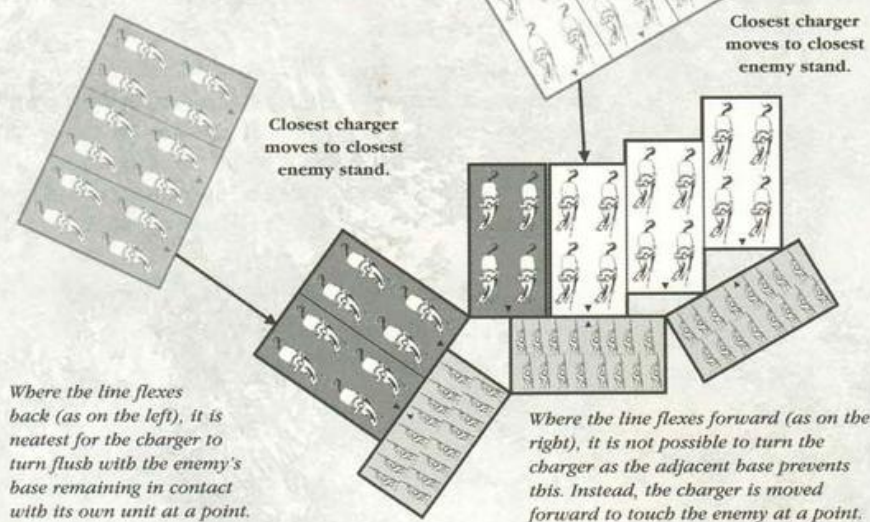 Closest charger
moves to closest
enemy stand.
Closest charger
moves to closest
enemy stand.
Where the line flexes
back (as on the left), it is
neatest for the charger to
turn flush with the enemy's
base remaining in contact
with its own unit at a point.
Where the line flexes forward (as on the
right), it is not possible to turn the
charger as the adjacent base prevents
this. Instead, the charger is moved
forward to touch the enemy at a point.